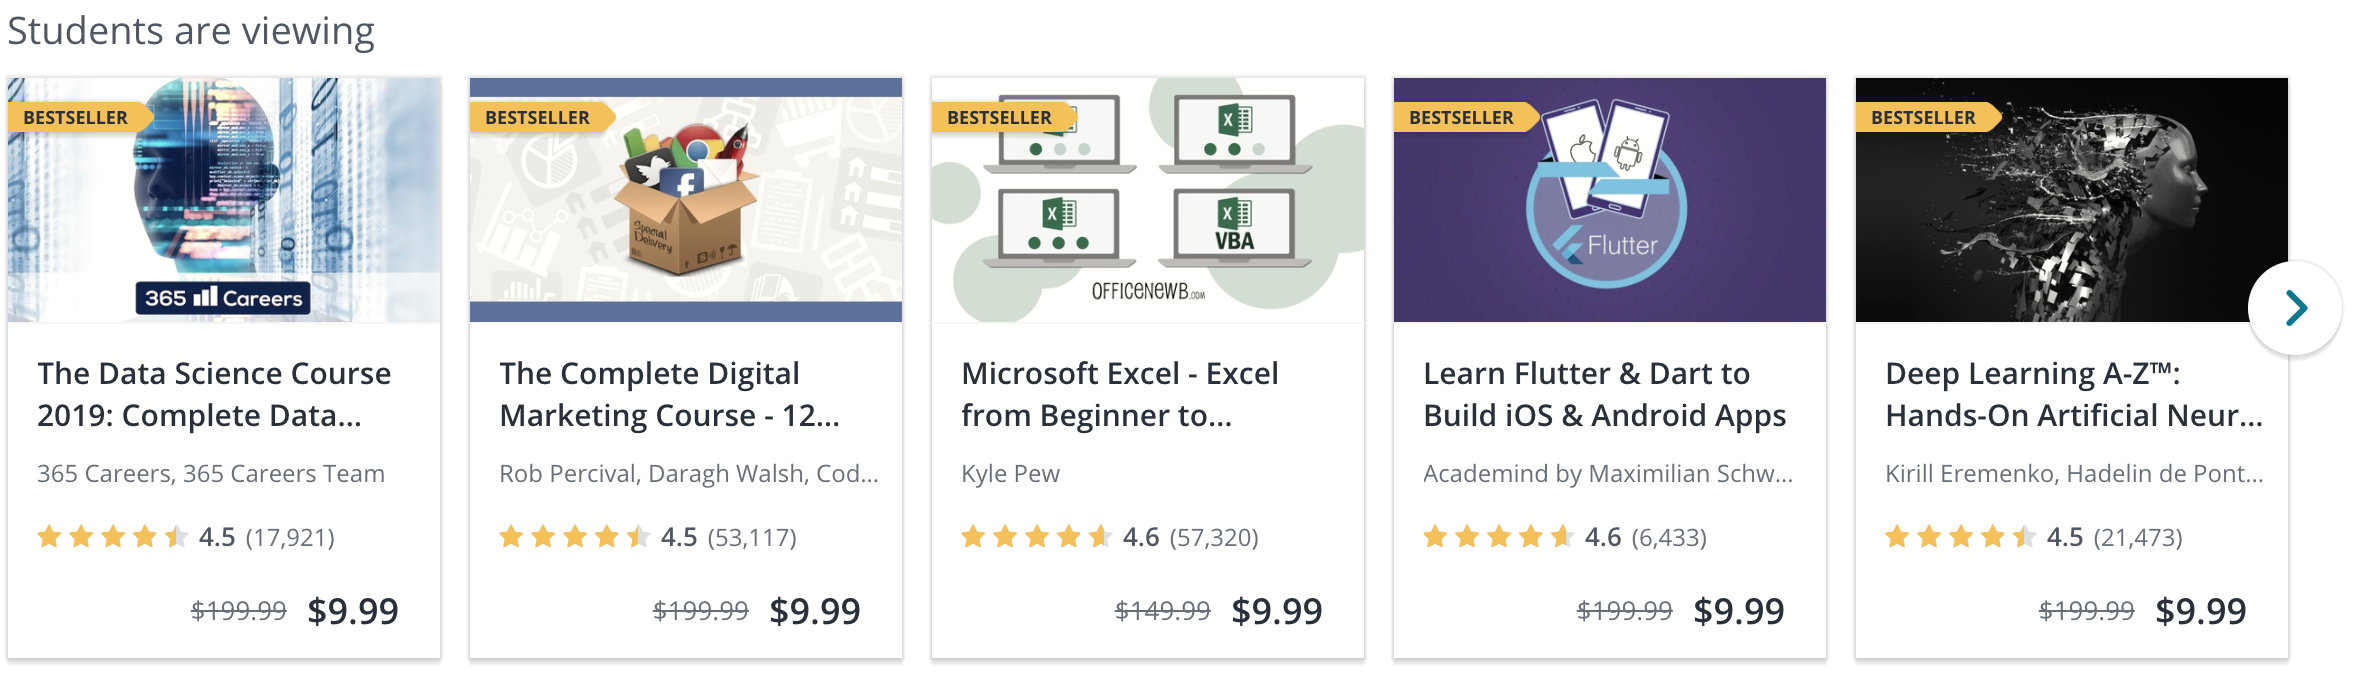 Students are viewing
BESTSELLER
365 Careers
The Data Science Course
2019: Complete Data...
365 Careers, 365 Careers Team
4.5 (17,921)
$199.99 $9.99
BESTSELLER
Special
Delivery
The Complete Digital
Marketing Course - 12...
Rob Percival, Daragh Walsh, Cod...
4.5 (53,117)
$199.99 $9.99
BESTSELLER
X
X
X
X
VBA
OFFICENEWB.COM
Microsoft Excel - Excel
from Beginner to...
Kyle Pew
4.6 (57,320)
$149.99 $9.99
BESTSELLER
Flutter
Learn Flutter & Dart to
Build iOS & Android Apps
Academind by Maximilian Schw...
4.6 (6,433)
$199.99 $9.99
BESTSELLER
Deep Learning A-Z™:
Hands-On Artificial Neur...
Kirill Eremenko, Hadelin de Pont...
4.5 (21,473)
$199.99 $9.99